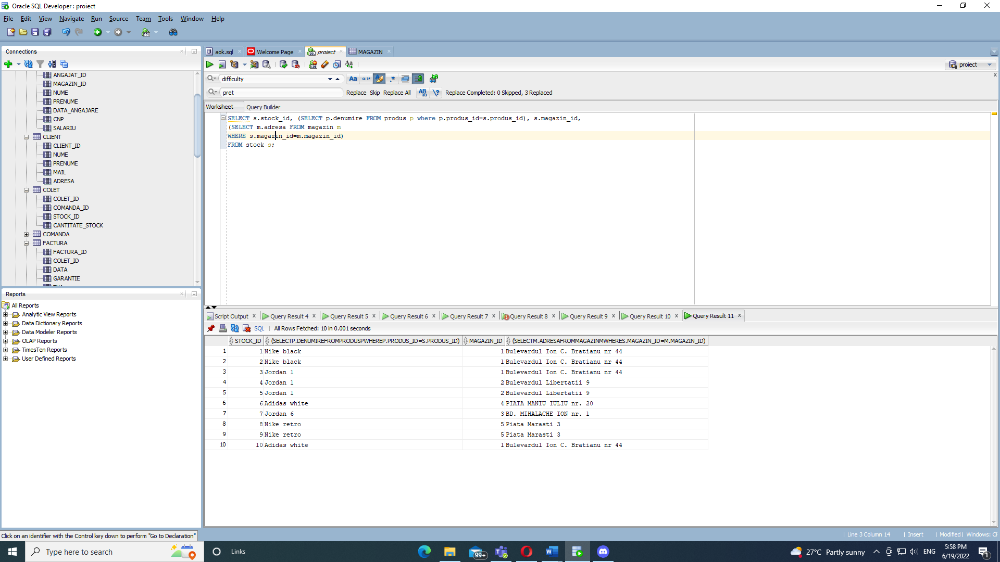 Oracle SQL Developer : proiect
File Edit View Navigate Run Source Team Tools Window Help
Connections
aok.sql
Welcome Page
proiect
MAGAZIN
proiect
ANGAJAT_ID
MAGAZIN_ID
NUME
PRENUME
DATA_ANGAJARE
CNP
SALARIU
CLIENT
CLIENT_ID
NUME
PRENUME
MAIL
ADRESA
COLET
COLET_ID
COMANDA_ID
STOCK_ID
CANTITATE_STOCK
COMANDA
FACTURA
FACTURA_ID
COLET_ID
DATA
GARANTIE
difficulty
Aa
pret
Replace Skip Replace All Replace Completed: 0 Skipped, 3 Replaced
Worksheet Query Builder
SELECT s.stock_id, (SELECT p.denumire FROM produs p where p.produs_id=s.produs_id), s.magazin_id,
(SELECT m.adresa FROM magazin m
WHERE s.magazin_id=m.magazin_id)
FROM stock s;
Reports
All Reports
Analytic View Reports
Data Dictionary Reports
Data Modeler Reports
OLAP Reports
TimesTen Reports
User Defined Reports
Script Output Query Result 4 Query Result 5 Query Result 6 Query Result 7 Query Result 8 Query Result 9 Query Result 10 Query Result 11
SQL All Rows Fetched: 10 in 0.001 seconds
STOCK_ID (SELECTP.DENUMIREFROMPRODUSPWHEREP.PRODUS_ID=S.PRODUS_ID) MAGAZIN_ID (SELECTM.ADRESAFROMMAGAZINMWHERES.MAGAZIN_ID=M.MAGAZIN_ID)
1 1 Nike black 1 Bulevardul Ion C. Bratianu nr 44
2 2 Nike black 1 Bulevardul Ion C. Bratianu nr 44
3 3 Jordan 1 1 Bulevardul Ion C. Bratianu nr 44
4 4 Jordan 1 2 Bulevardul Libertatii 9
5 5 Jordan 1 2 Bulevardul Libertatii 9
6 6 Adidas white 4 PIATA MANIU IULIU nr. 20
7 7 Jordan 6 3 BD. MIHALACHE ION nr. 1
8 8 Nike retro 5 Piata Marasti 3
9 9 Nike retro 5 Piata Marasti 3
10 10 Adidas white 1 Bulevardul Ion C. Bratianu nr 44
Click on an identifier with the Control key down to perform "Go to Declaration"
Line 3 Column 14 Insert Modified Windows: CF
Type here to search
Links
99+
27°C Partly sunny
ENG
5:58 PM
6/19/2022
1